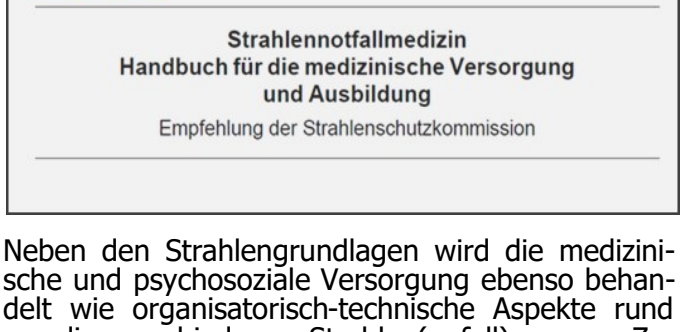 Strahlennotfallmedizin
Handbuch für die medizinische Versorgung
und Ausbildung
Empfehlung der Strahlenschutzkommission
Neben den Strahlengrundlagen wird die medizini-
sche und psychosoziale Versorgung ebenso behan-
delt wie organisatorisch-technische Aspekte rund